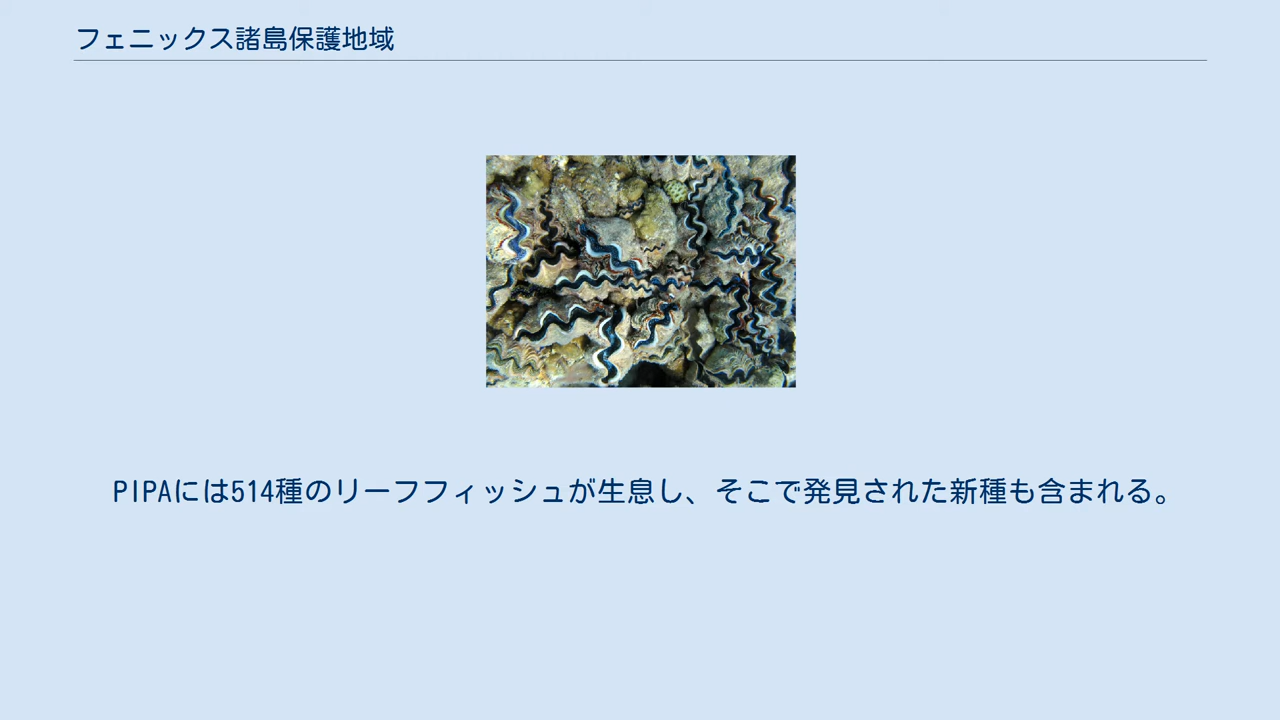 フェニックス諸島保護地域
PIPAには514種のリーフフィッシュが生息し、そこで発見された新種も含まれる。